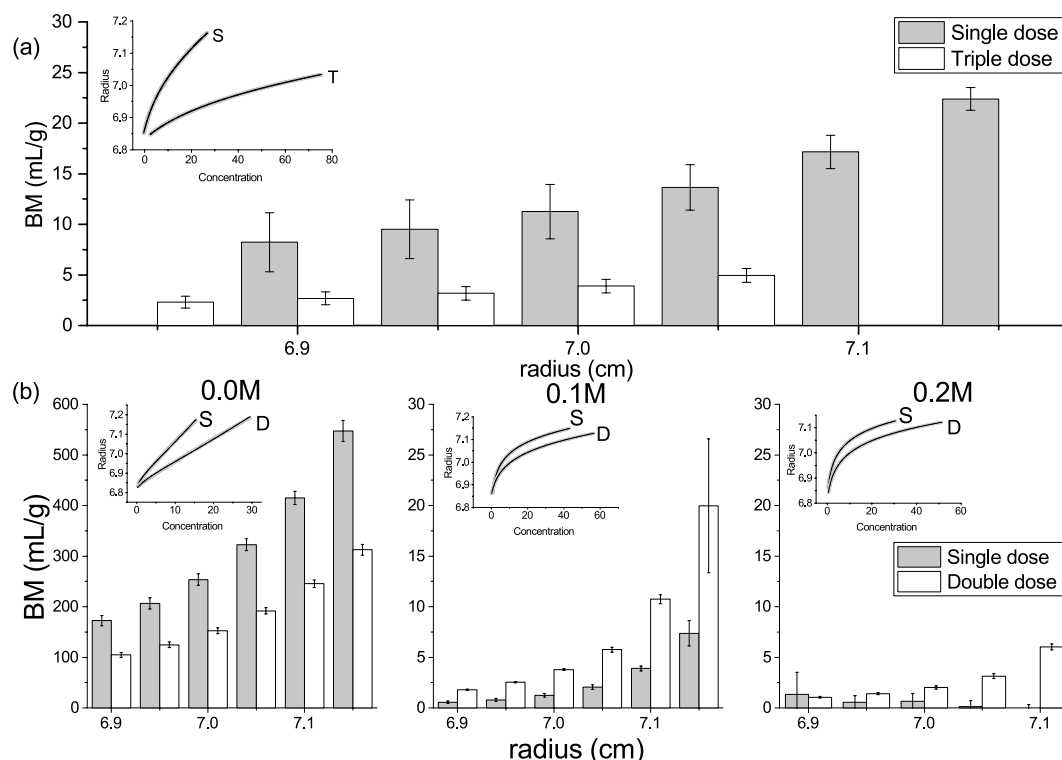 (a)
30
25
20
15
10
5
0
BM (mL/g)
6.9
7.0
7.1
radius (cm)
Single dose
Triple dose
7,2
7,1
7,0
6,9
6,8
Radius
S
T
0
20
40
60
80
Concentration
(b)
0.0M
0.1M
0.2M
600
500
400
300
200
100
0
BM (mL/g)
6.9
7.0
7.1
7,2
7,1
7,0
6,9
6,8
Radius
S
D
0
10
20
30
Concentration
30
25
20
15
10
5
0
6.9
7.0
7.1
7,2
7,1
7,0
6,9
6,8
Radius
S
D
0
20
40
60
Concentration
radius (cm)
30
25
20
15
10
5
0
6.9
7.0
7.1
7,2
7,1
7,0
6,9
6,8
Radius
S
D
0
10
20
30
40
50
60
Concentration
Single dose
Double dose